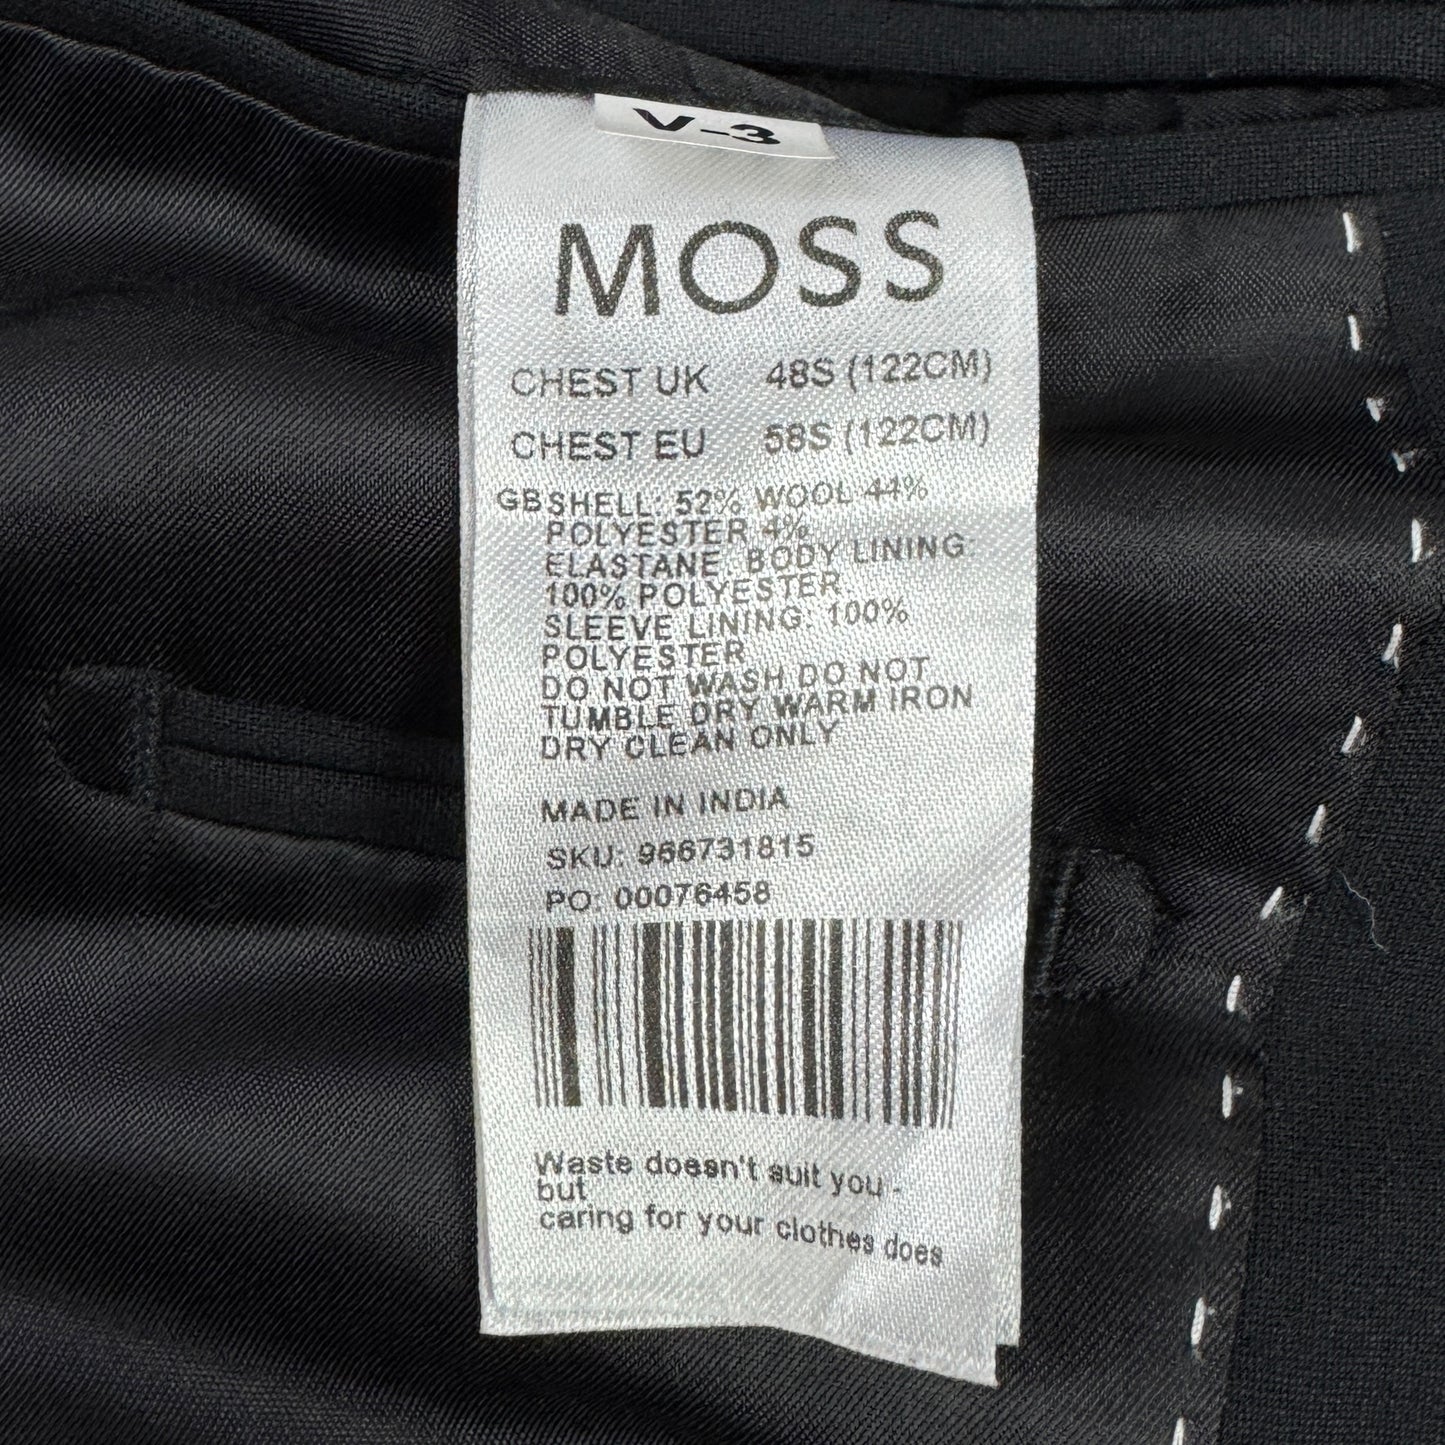 V-3
MOSS
CHEST UK 48S (122CM)
CHEST EU 58S (122CM)
GB SHELL: 52% WOOL 44%
POLYESTER 4%
ELASTANE. BODY LINING:
100% POLYESTER
SLEEVE LINING: 100%
POLYESTER
DO NOT WASH DO NOT
TUMBLE DRY WARM IRON
DRY CLEAN ONLY
MADE IN INDIA
SKU: 966731815
PO: 00076458
Waste doesn't suit you -
but
caring for your clothes does